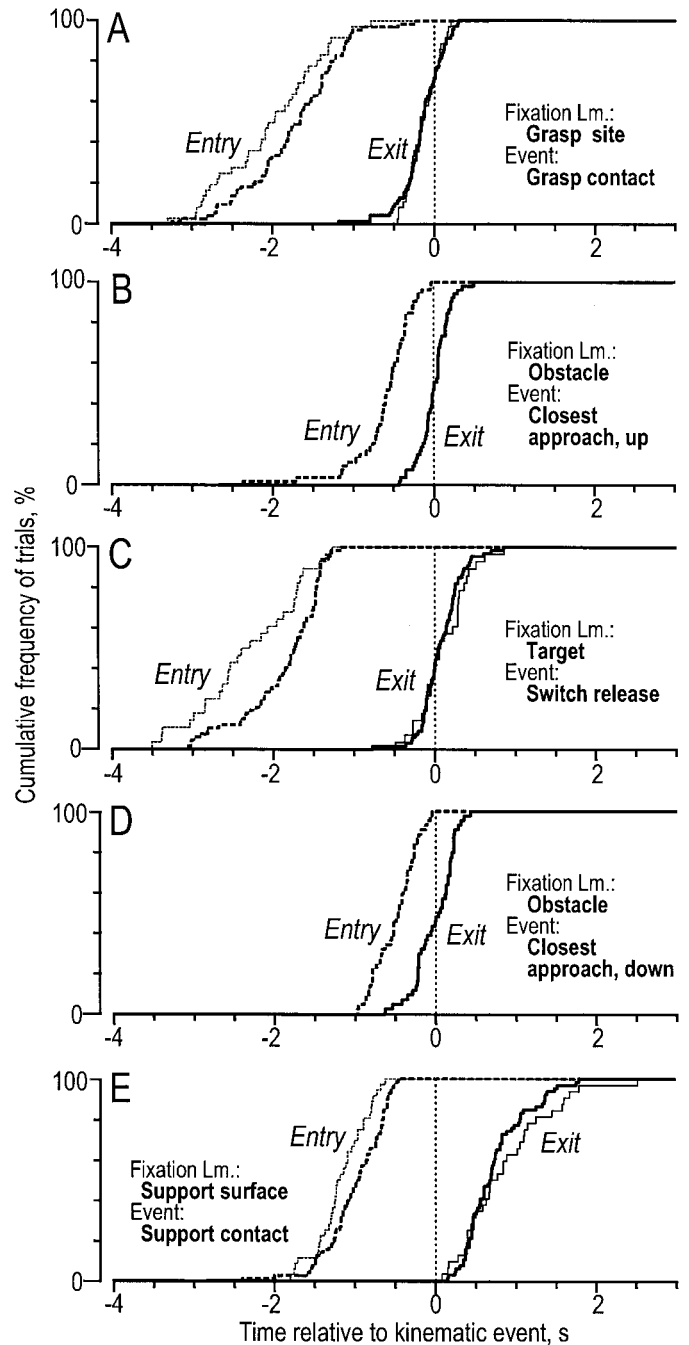 Cumulative frequency of trials, %
A
100
0
Entry
Exit
Fixation Lm.:
Grasp site
Event:
Grasp contact
-4
-2
0
2
B
100
0
Entry
Exit
Fixation Lm.:
Obstacle
Event:
Closest
approach, up
-4
-2
0
2
C
100
0
Entry
Exit
Fixation Lm.:
Target
Event:
Switch release
-4
-2
0
2
D
100
0
Entry
Exit
Fixation Lm.:
Obstacle
Event:
Closest
approach, down
-4
-2
0
2
E
100
0
Entry
Exit
Fixation Lm.:
Support surface
Event:
Support contact
-4
-2
0
2
Time relative to kinematic event, s